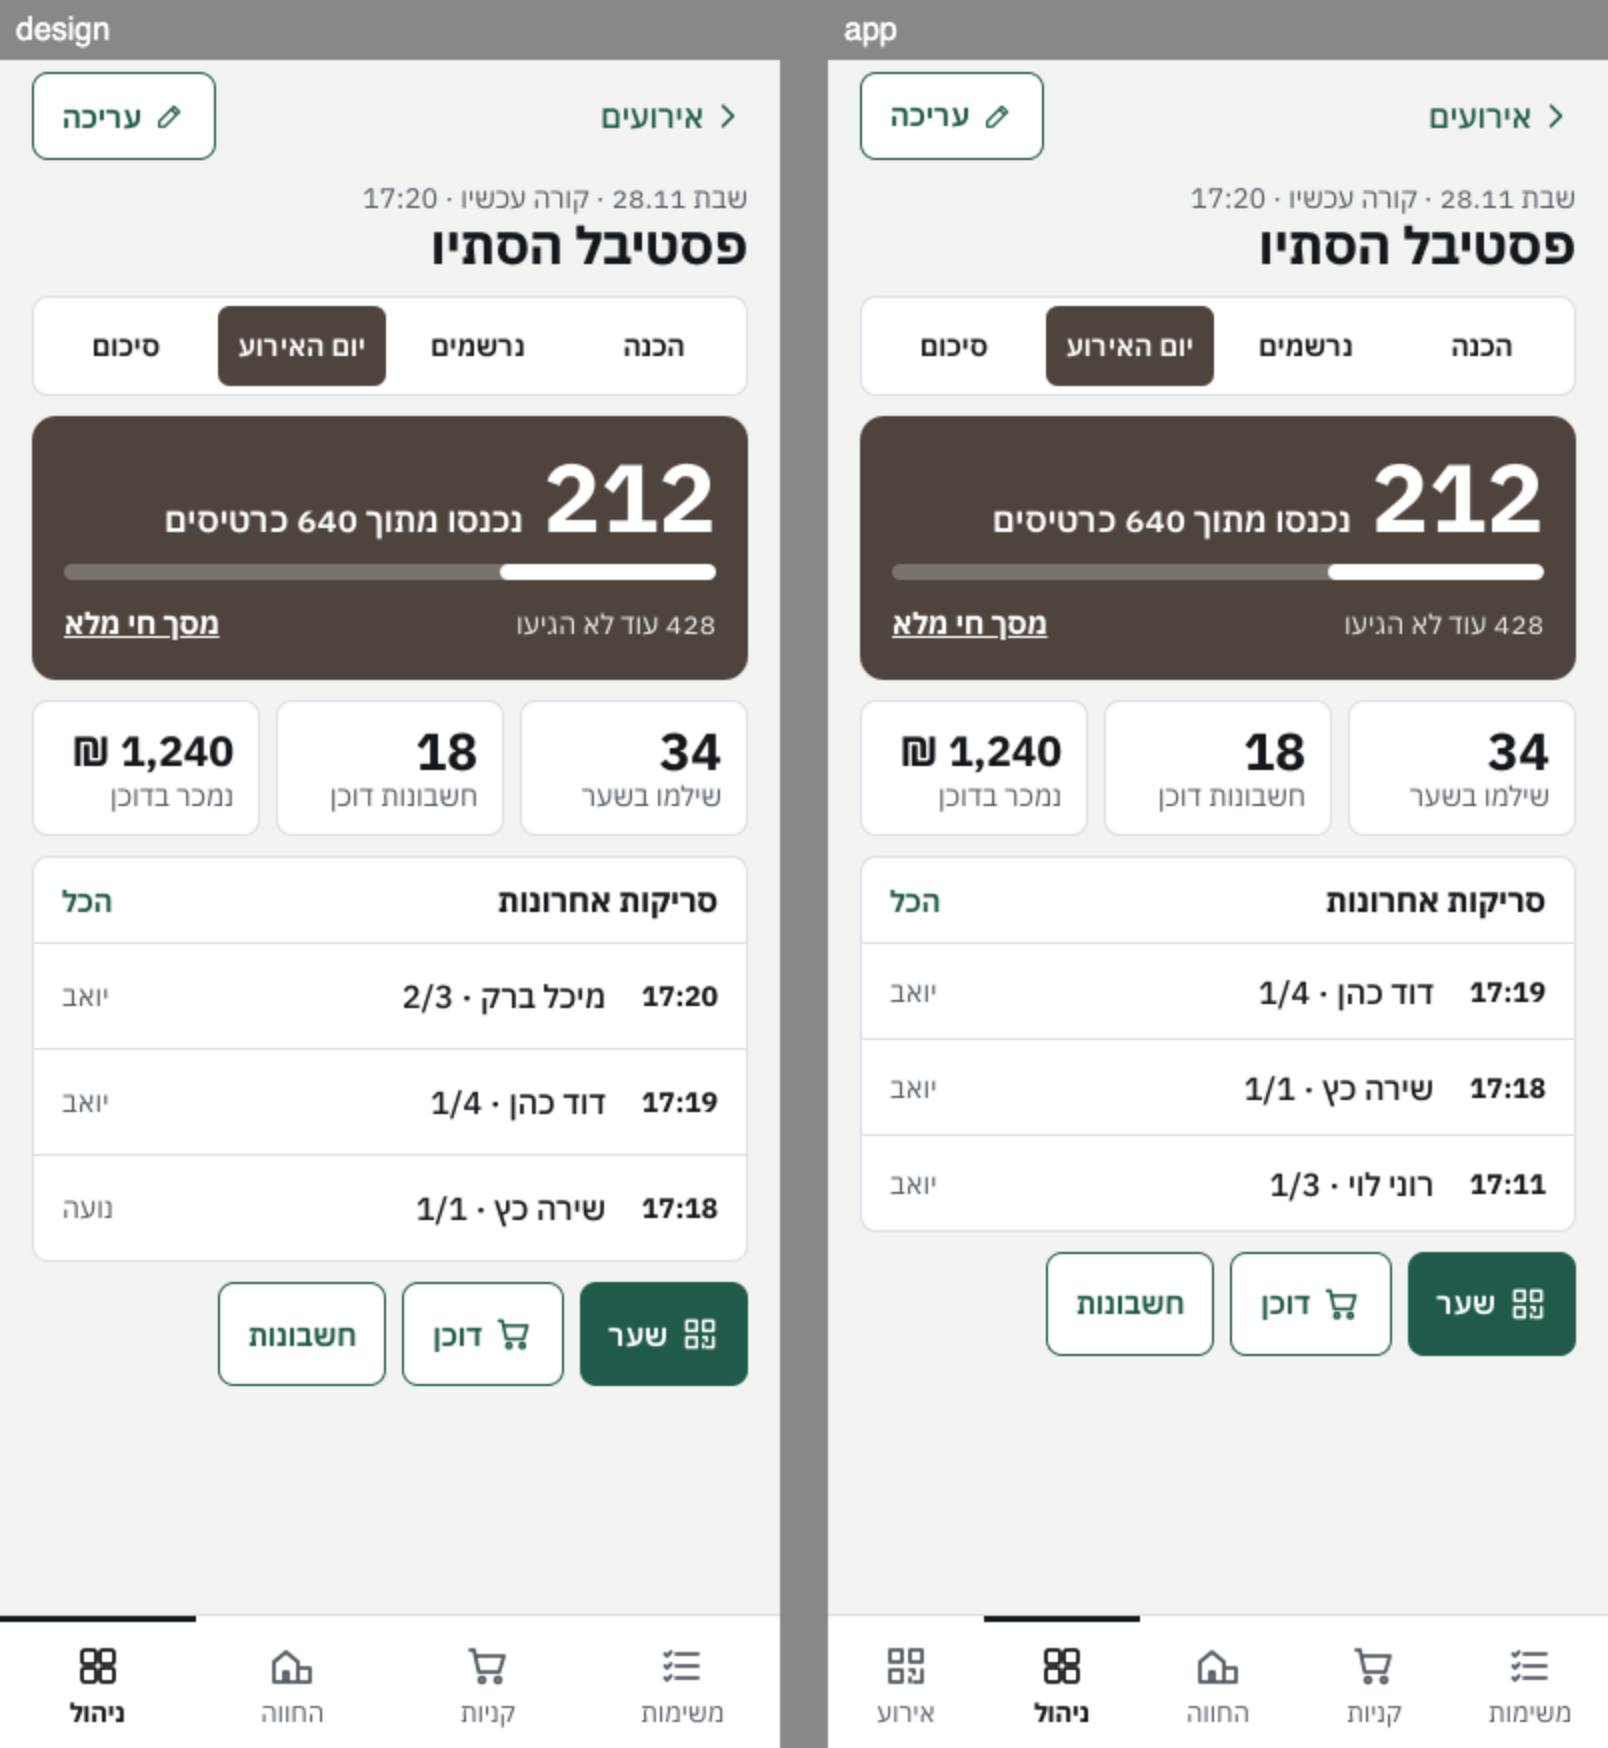 design
אירועים
עריכה
שבת 28.11 · קורה עכשיו · 17:20
פסטיבל הסתיו
הכנה
נרשמים
יום האירוע
סיכום
212 נכנסו מתוך 640 כרטיסים
428 עוד לא הגיעו
מסך חי מלא
34
שילמו בשער
18
חשבונות דוכן
1,240 ₪
נמכר בדוכן
סריקות אחרונות
הכל
17:20 מיכל ברק · 2/3 יואב
17:19 דוד כהן · 1/4 יואב
17:18 שירה כץ · 1/1 נועה
שער
דוכן
חשבונות
משימות
קניות
החווה
ניהול
app
אירועים
עריכה
שבת 28.11 · קורה עכשיו · 17:20
פסטיבל הסתיו
הכנה
נרשמים
יום האירוע
סיכום
212 נכנסו מתוך 640 כרטיסים
428 עוד לא הגיעו
מסך חי מלא
34
שילמו בשער
18
חשבונות דוכן
1,240 ₪
נמכר בדוכן
סריקות אחרונות
הכל
17:19 דוד כהן · 1/4 יואב
17:18 שירה כץ · 1/1 יואב
17:11 רוני לוי · 1/3 יואב
שער
דוכן
חשבונות
משימות
קניות
החווה
ניהול
אירוע